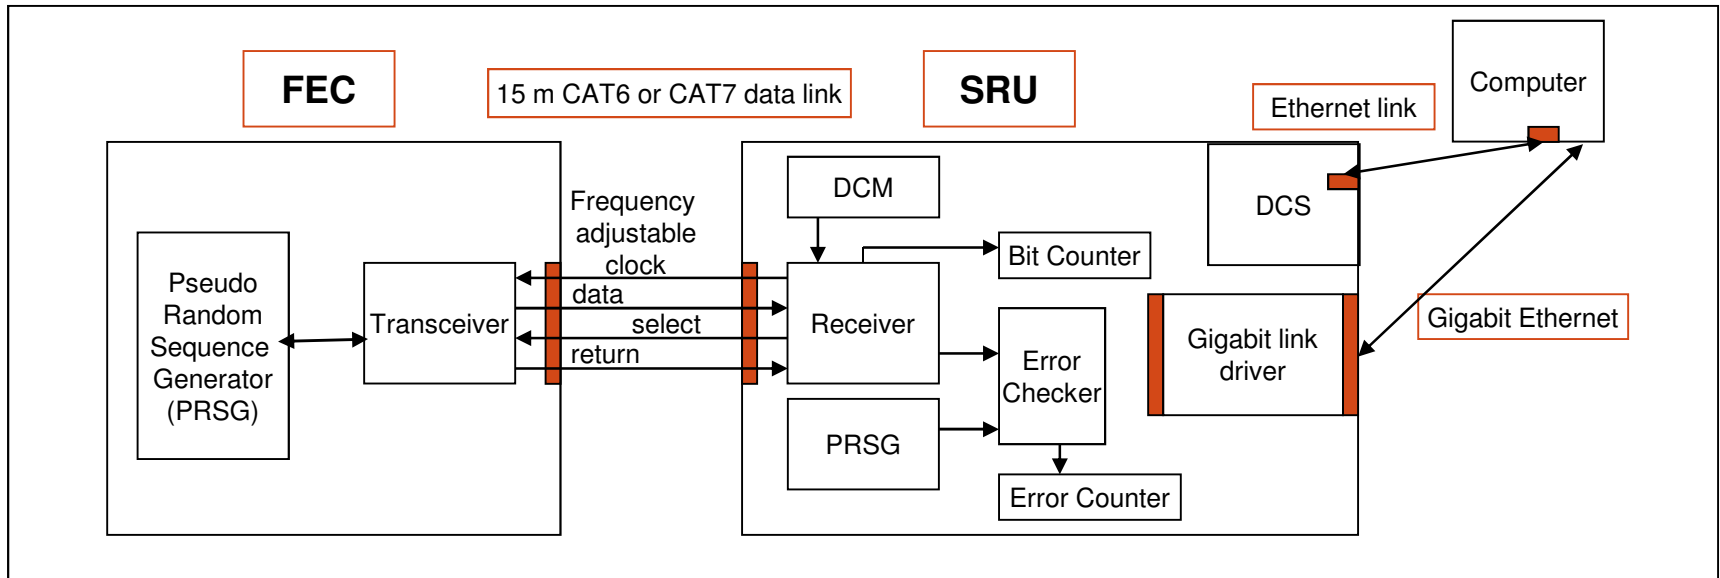 FEC
15 m CAT6 or CAT7 data link
SRU
Ethernet link
Computer
Pseudo
Random
Sequence
Generator
(PRSG)
Transceiver
Frequency
adjustable
clock
data
select
return
DCM
Receiver
PRSG
Bit Counter
Error
Checker
Error Counter
DCS
Gigabit link
driver
Gigabit Ethernet